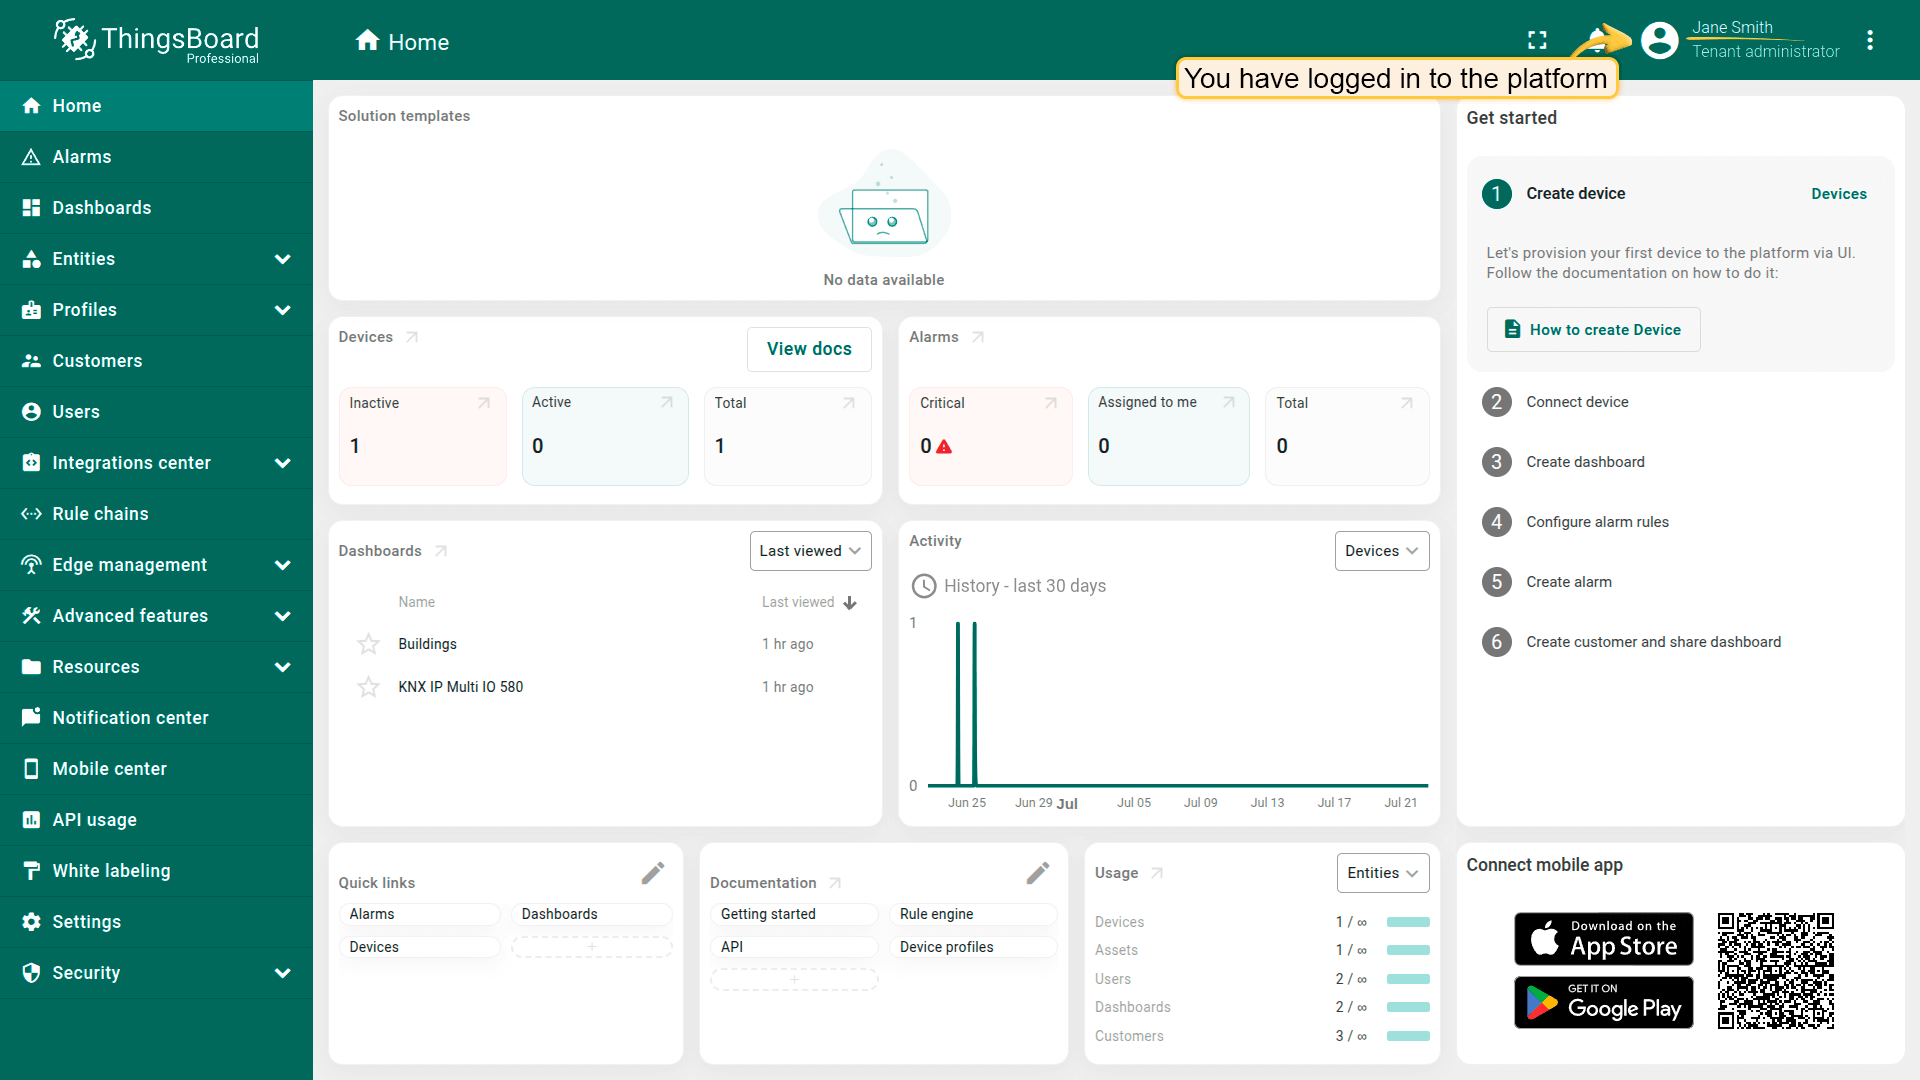 ThingsBoard
Professional
Home
Jane Smith
Tenant administrator
You have logged in to the platform
Home
Alarms
Dashboards
Entities
Profiles
Customers
Users
Integrations center
Rule chains
Edge management
Advanced features
Resources
Notification center
Mobile center
API usage
White labeling
Settings
Security
Solution templates
No data available
Devices
View docs
Inactive
1
Active
0
Total
1
Alarms
Critical
0
Assigned to me
0
Total
0
Dashboards
Last viewed
Name
Last viewed
Buildings
1 hr ago
KNX IP Multi IO 580
1 hr ago
Activity
Devices
History - last 30 days
1
0
Jun 25
Jun 29
Jul
Jul 05
Jul 09
Jul 13
Jul 17
Jul 21
Quick links
Alarms
Dashboards
Devices
+
Documentation
Getting started
Rule engine
API
Device profiles
+
Usage
Entities
Devices
1 / ∞
Assets
1 / ∞
Users
2 / ∞
Dashboards
2 / ∞
Customers
3 / ∞
Get started
1
Create device
Devices
Let's provision your first device to the platform via UI.
Follow the documentation on how to do it:
How to create Device
2
Connect device
3
Create dashboard
4
Configure alarm rules
5
Create alarm
6
Create customer and share dashboard
Connect mobile app
Download on the
App Store
GET IT ON
Google Play